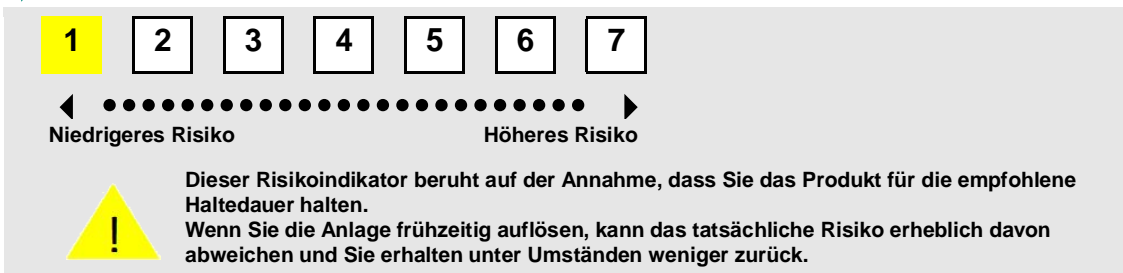 1 2 3 4 5 6 7
Niedrigeres Risiko Höheres Risiko
Dieser Risikoindikator beruht auf der Annahme, dass Sie das Produkt für die empfohlene
Haltedauer halten.
! Wenn Sie die Anlage frühzeitig auflösen, kann das tatsächliche Risiko erheblich davon
abweichen und Sie erhalten unter Umständen weniger zurück.